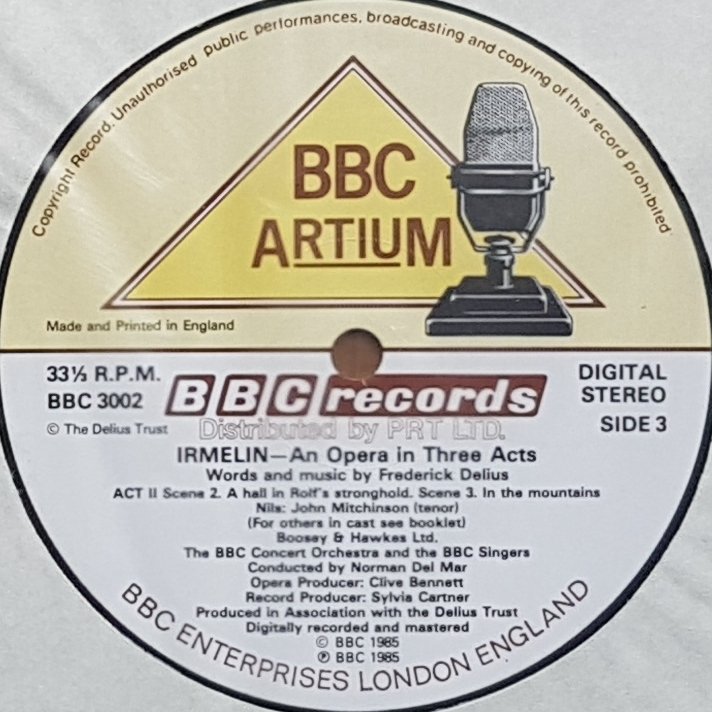 Copyright Record. Unauthorised public performances, broadcasting and copying of this record prohibited
BBC
ARTIUM
Made and Printed in England
33⅓ R.P.M.
BBC 3002
© The Delius Trust
BBC records
Distributed by PRT LTD.
DIGITAL
STEREO
SIDE 3
IRMELIN—An Opera in Three Acts
Words and music by Frederick Delius
ACT II Scene 2. A hall in Rolf's stronghold. Scene 3. In the mountains
Nils: John Mitchinson (tenor)
(For others in cast see booklet)
Boosey & Hawkes Ltd.
The BBC Concert Orchestra and the BBC Singers
Conducted by Norman Del Mar
Opera Producer: Clive Bennett
Record Producer: Sylvia Cartner
Produced in Association with the Delius Trust
Digitally recorded and mastered
© BBC 1985
℗ BBC 1985
BBC ENTERPRISES LONDON ENGLAND